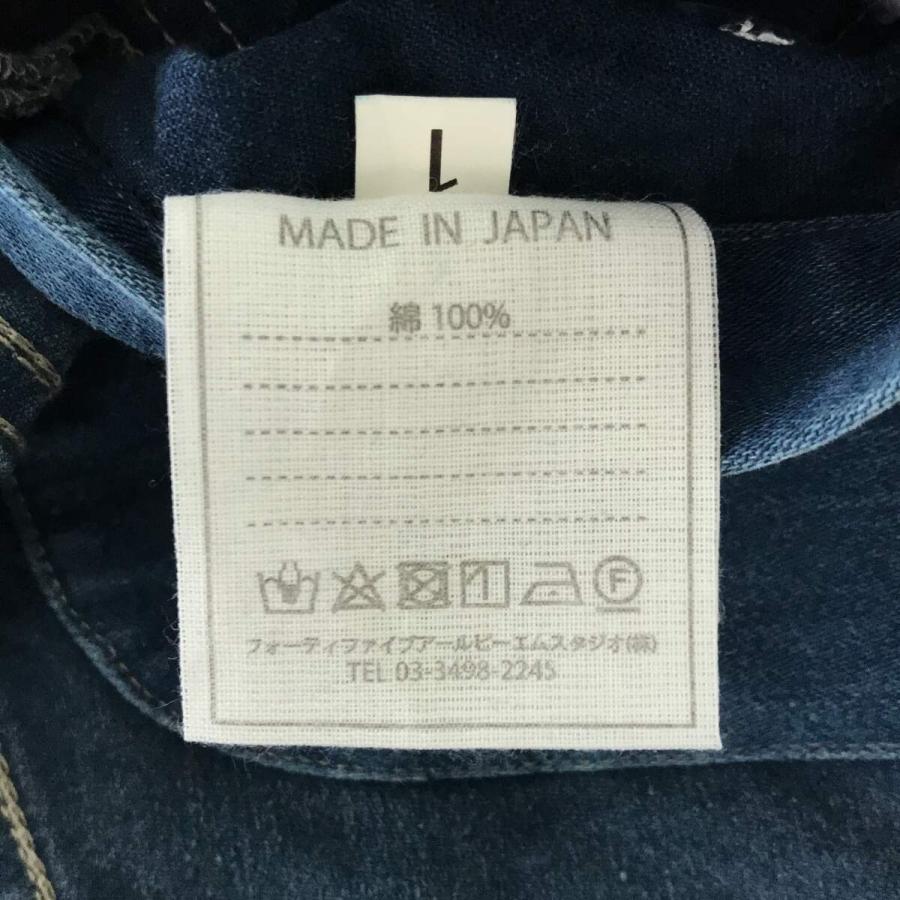 MADE IN JAPAN
綿 100%
F
フォーティファイブアールピーエムスタジオ(株)
TEL 03-3498-2245